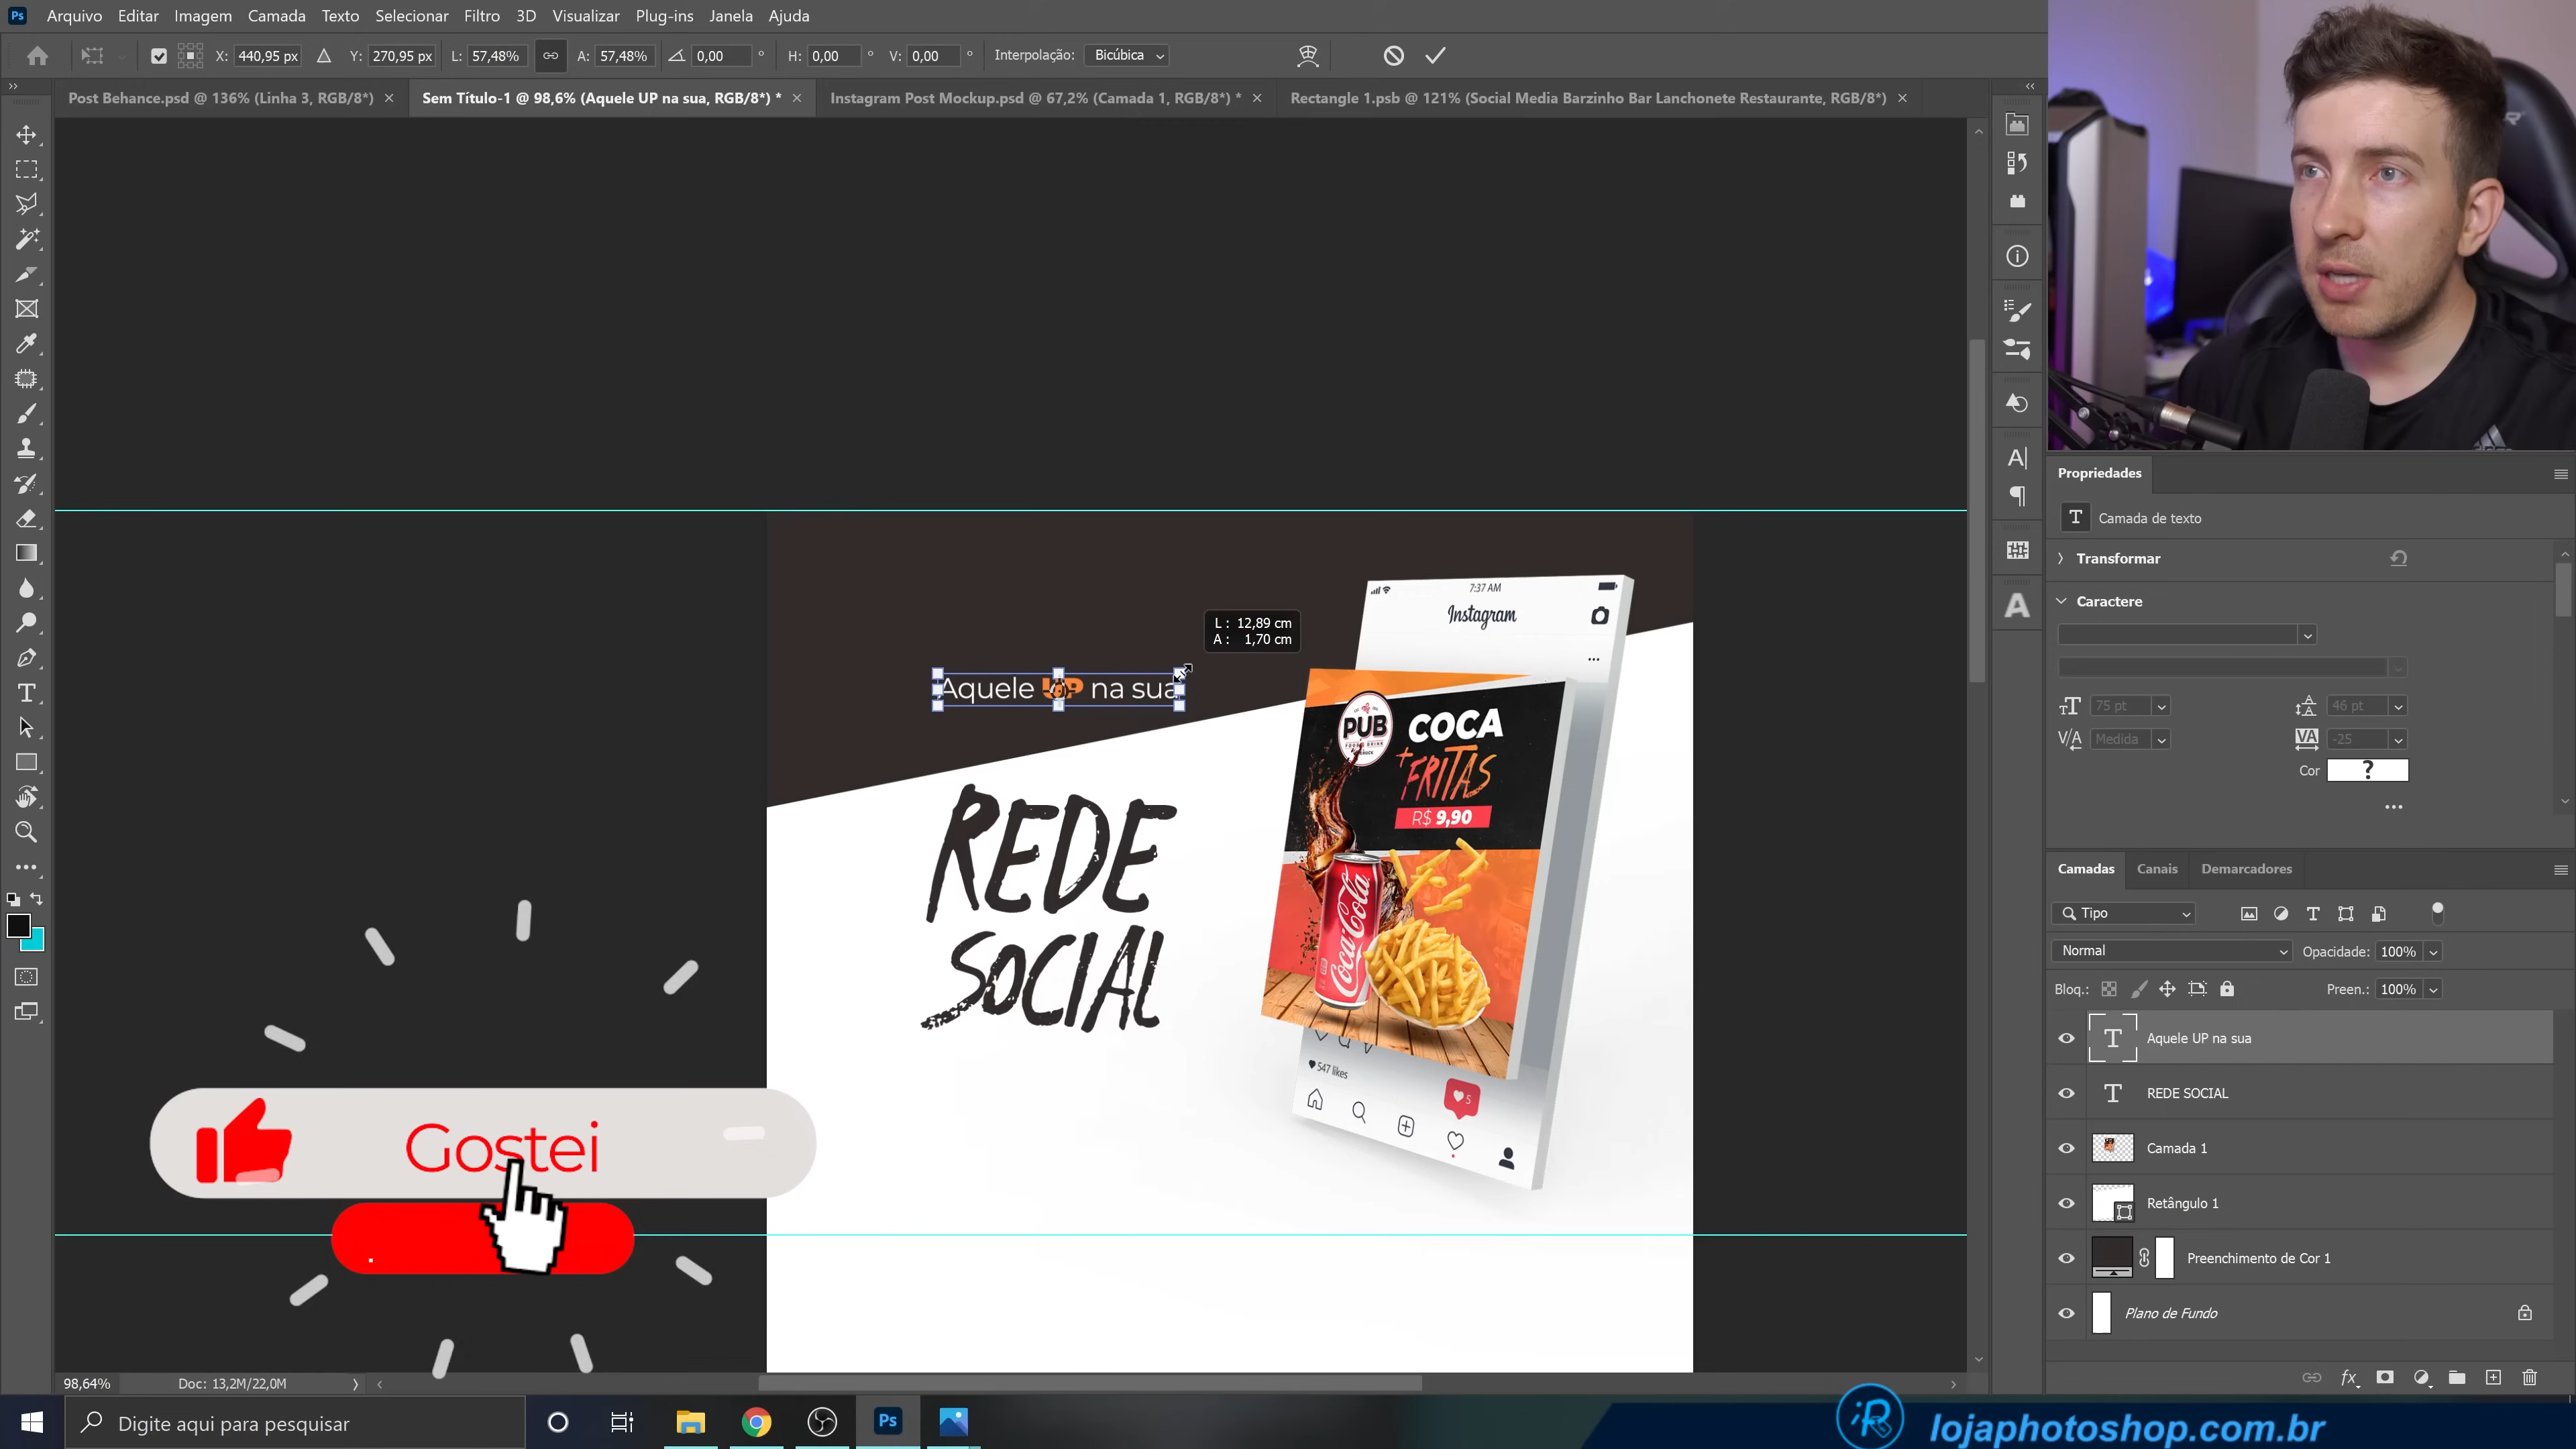 Ps Arquivo Editar Imagem Camada Texto Selecionar Filtro 3D Visualizar Plug-ins Janela Ajuda
X: 440,95 px Y: 270,95 px L: 57,48% A: 57,48% 0,00 ° H: 0,00 ° V: 0,00 ° Interpolação: Bicúbica
Post Behance.psd @ 136% (Linha 3, RGB/8*) × Sem Título-1 @ 98,6% (Aquele UP na sua, RGB/8*) * × Instagram Post Mockup.psd @ 67,2% (Camada 1, RGB/8*) * × Rectangle 1.psb @ 121% (Social Media Barzinho Bar Lanchonete Restaurante, RGB/8*) ×
Propriedades
T Camada de texto
Transformar
Caractere
75 pt 46 pt
Medida -25
Cor ?
7:37 AM
Instagram
L: 12,89 cm
A: 1,70 cm
Aquele UP na sua
PUB
COCA
+ FRITAS
R$ 9,90
Coca-Cola
REDE
SOCIAL
547 likes
5
Gostei
Camadas Canais Demarcadores
Tipo
Normal Opacidade: 100%
Bloq.: Preen.: 100%
T Aquele UP na sua
T REDE SOCIAL
Camada 1
Retângulo 1
Preenchimento de Cor 1
Plano de Fundo
fx
98,64% Doc: 13,2M/22,0M
Digite aqui para pesquisar
Ps
lojaphotoshop.com.br